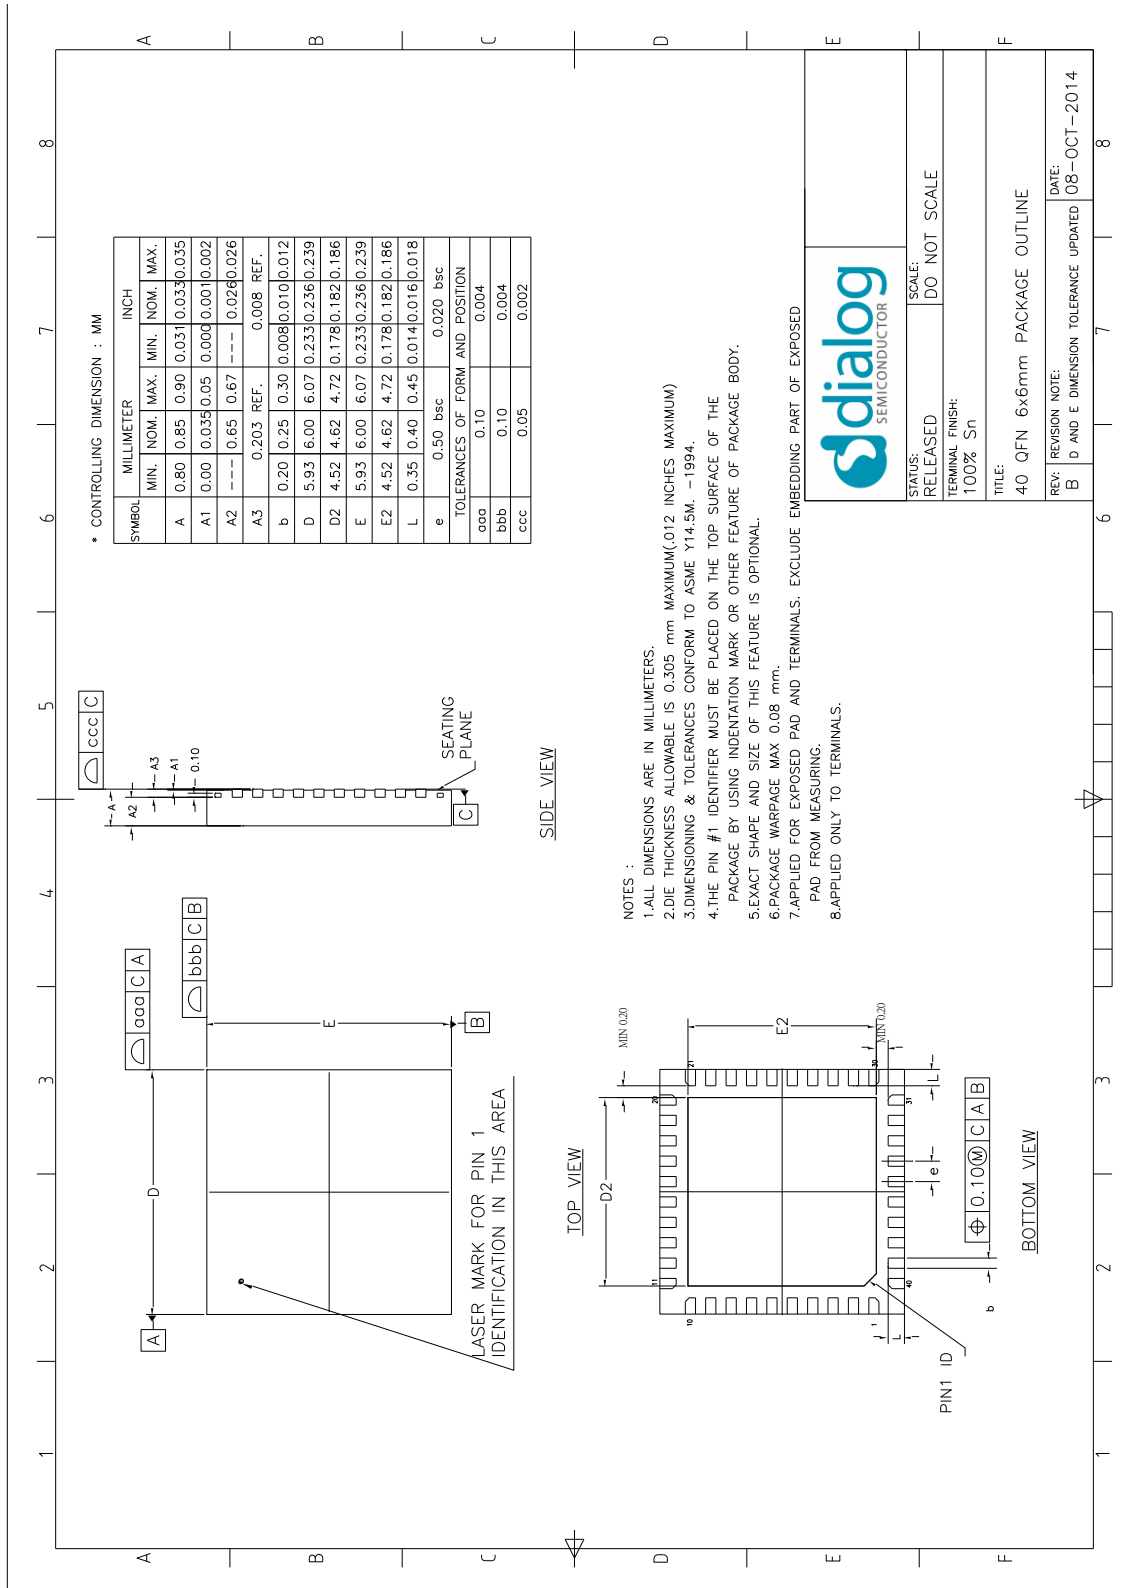 1 2 3 4 5 6 7 8
A B C D E F
* CONTROLLING DIMENSION : MM
SYMBOL MILLIMETER INCH
MIN. NOM. MAX. MIN. NOM. MAX.
A 0.80 0.85 0.90 0.031 0.033 0.035
A1 0.00 0.035 0.05 0.000 0.001 0.002
A2 --- 0.65 0.67 --- 0.026 0.026
A3 0.203 REF. 0.008 REF.
b 0.20 0.25 0.30 0.008 0.010 0.012
D 5.93 6.00 6.07 0.233 0.236 0.239
D2 4.52 4.62 4.72 0.178 0.182 0.186
E 5.93 6.00 6.07 0.233 0.236 0.239
E2 4.52 4.62 4.72 0.178 0.182 0.186
L 0.35 0.40 0.45 0.014 0.016 0.018
e 0.50 bsc 0.020 bsc
TOLERANCES OF FORM AND POSITION
aaa 0.10 0.004
bbb 0.10 0.004
ccc 0.05 0.002
aaa C A
bbb C B
D
A
E
B
LASER MARK FOR PIN 1
IDENTIFICATION IN THIS AREA
TOP VIEW
ccc C
A
A2
A3
A1
0.10
SEATING
PLANE
C
SIDE VIEW
MIN 0.20
D2
E2
MIN 0.20
11 20
10 21
1 30
40 31
L
L
e
b
PIN1 ID
⌖ 0.10 Ⓜ C A B
BOTTOM VIEW
NOTES :
1.ALL DIMENSIONS ARE IN MILLIMETERS.
2.DIE THICKNESS ALLOWABLE IS 0.305 mm MAXIMUM(.012 INCHES MAXIMUM)
3.DIMENSIONING & TOLERANCES CONFORM TO ASME Y14.5M. -1994.
4.THE PIN #1 IDENTIFIER MUST BE PLACED ON THE TOP SURFACE OF THE
PACKAGE BY USING INDENTATION MARK OR OTHER FEATURE OF PACKAGE BODY.
5.EXACT SHAPE AND SIZE OF THIS FEATURE IS OPTIONAL.
6.PACKAGE WARPAGE MAX 0.08 mm.
7.APPLIED FOR EXPOSED PAD AND TERMINALS. EXCLUDE EMBEDDING PART OF EXPOSED
PAD FROM MEASURING.
8.APPLIED ONLY TO TERMINALS.
dialog
SEMICONDUCTOR
STATUS: SCALE:
RELEASED DO NOT SCALE
TERMINAL FINISH:
100% Sn
TITLE:
40 QFN 6x6mm PACKAGE OUTLINE
REV: REVISION NOTE: DATE:
B D AND E DIMENSION TOLERANCE UPDATED 08-OCT-2014
1 2 3 4 5 6 7 8
A B C D E F